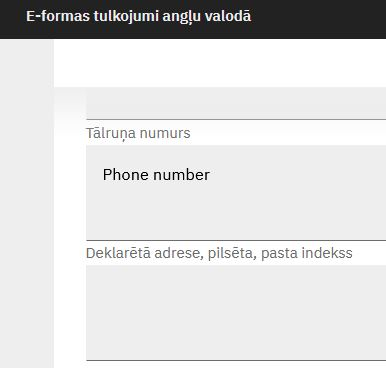 E-formas tulkojumi angļu valodā
Tālruņa numurs
Phone number
Deklarētā adrese, pilsēta, pasta indekss